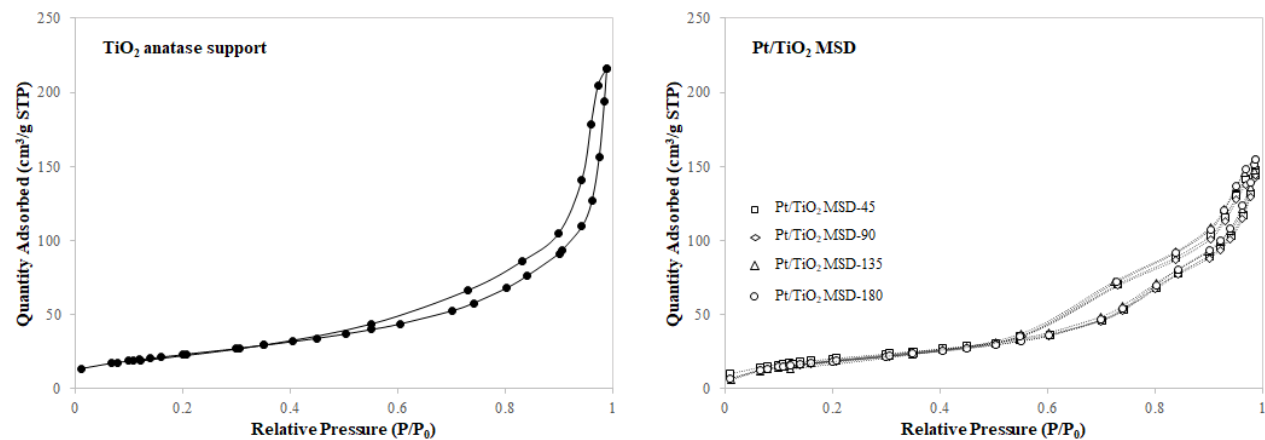 TiO₂ anatase support
Quantity Adsorbed (cm³/g STP)
250
200
150
100
50
0
0
0.2
0.4
0.6
0.8
1
Relative Pressure (P/P₀)
Pt/TiO₂ MSD
Quantity Adsorbed (cm³/g STP)
250
200
150
100
50
0
Pt/TiO₂ MSD-45
Pt/TiO₂ MSD-90
Pt/TiO₂ MSD-135
Pt/TiO₂ MSD-180
0
0.2
0.4
0.6
0.8
1
Relative Pressure (P/P₀)